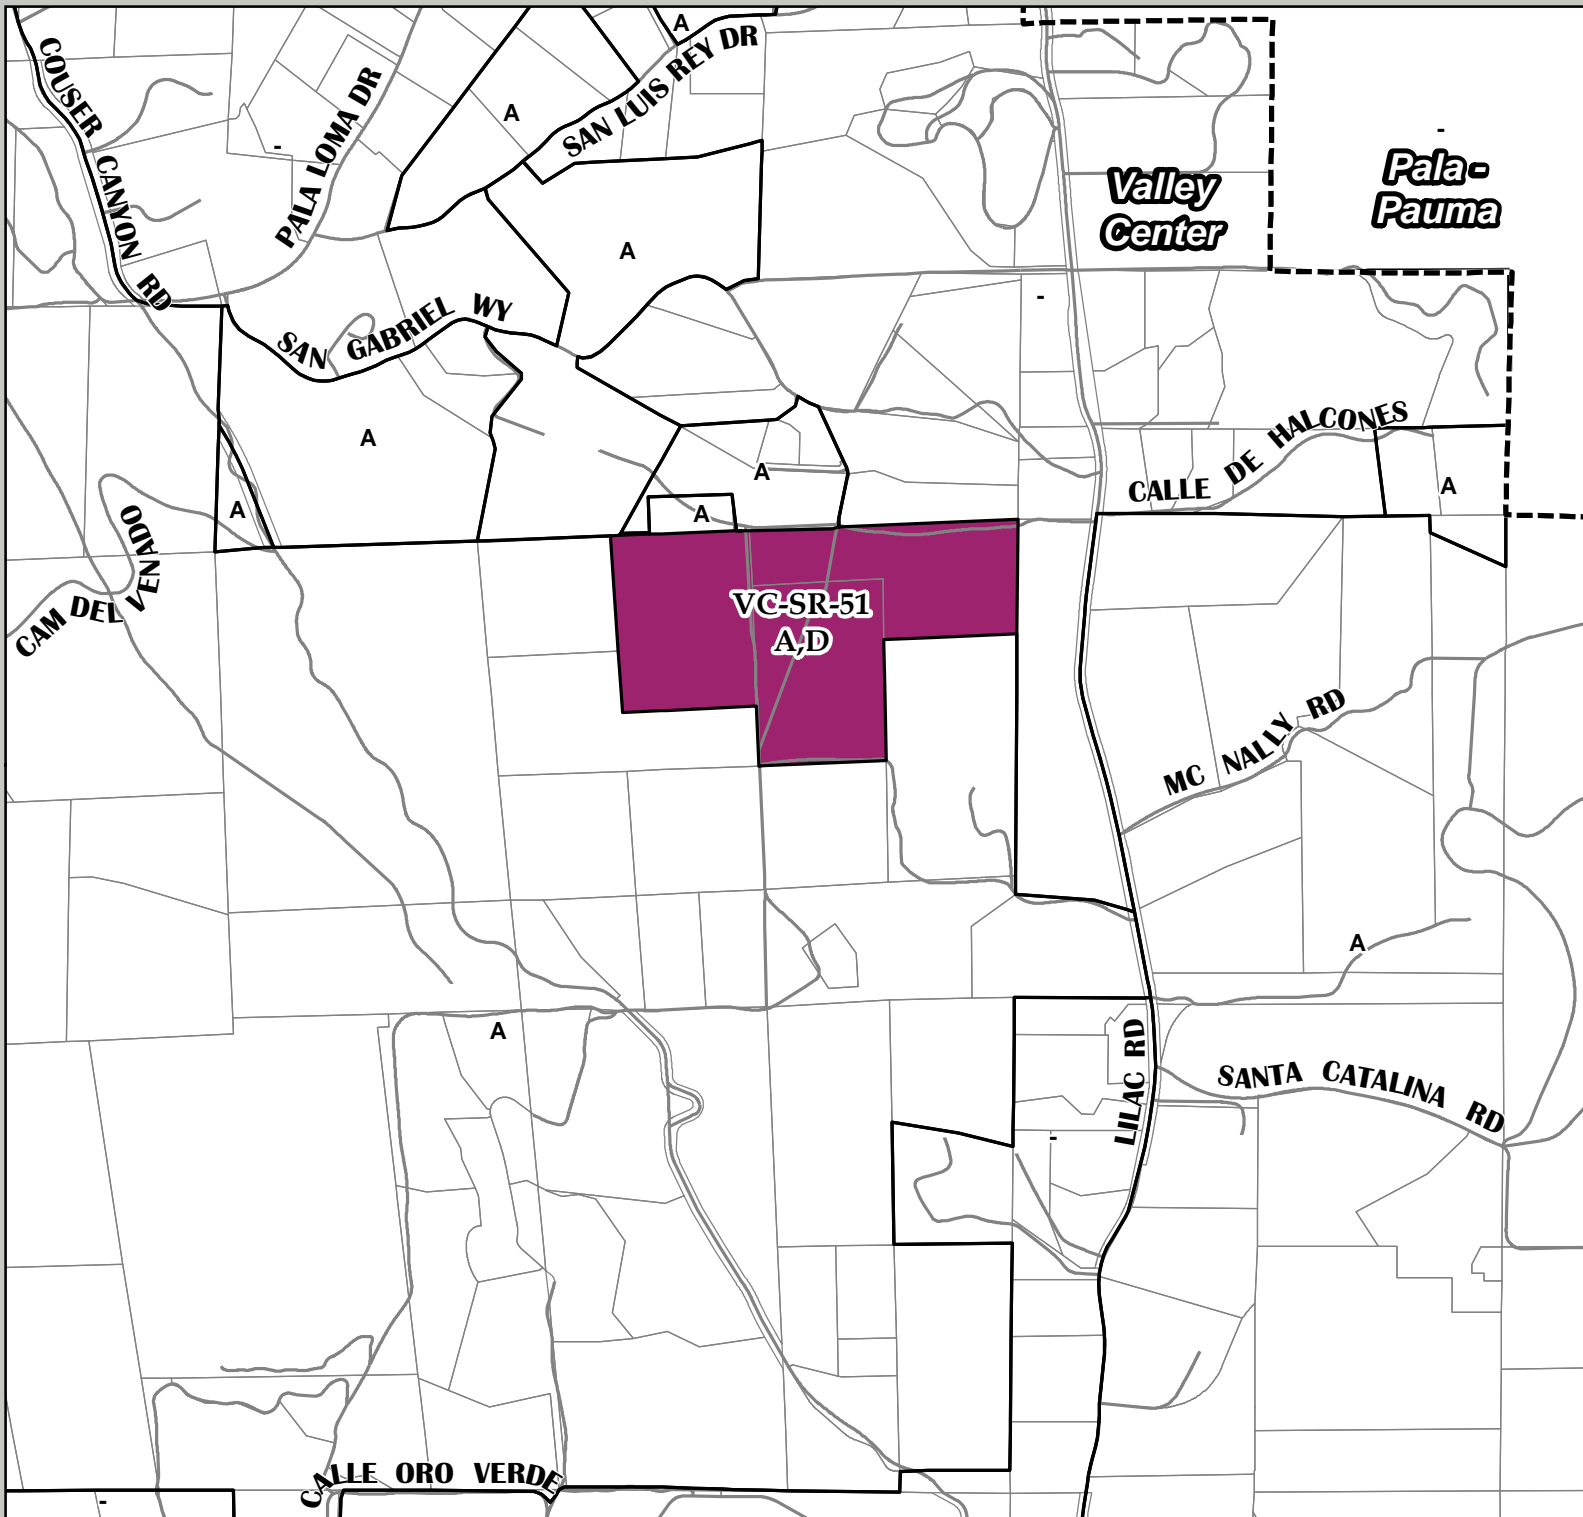 A
SAN LUIS REY DR
COUSER CANYON RD
PALA LOMA DR
A
-
-
Pala -
Pauma
Valley
Center
A
-
SAN GABRIEL WY
CALLE DE HALCONES
A
A
A
A
A
CAM DEL VENADO
VC-SR-51
A,D
MC NALLY RD
A
A
LILAC RD
SANTA CATALINA RD
-
CALLE ORO VERDE
-